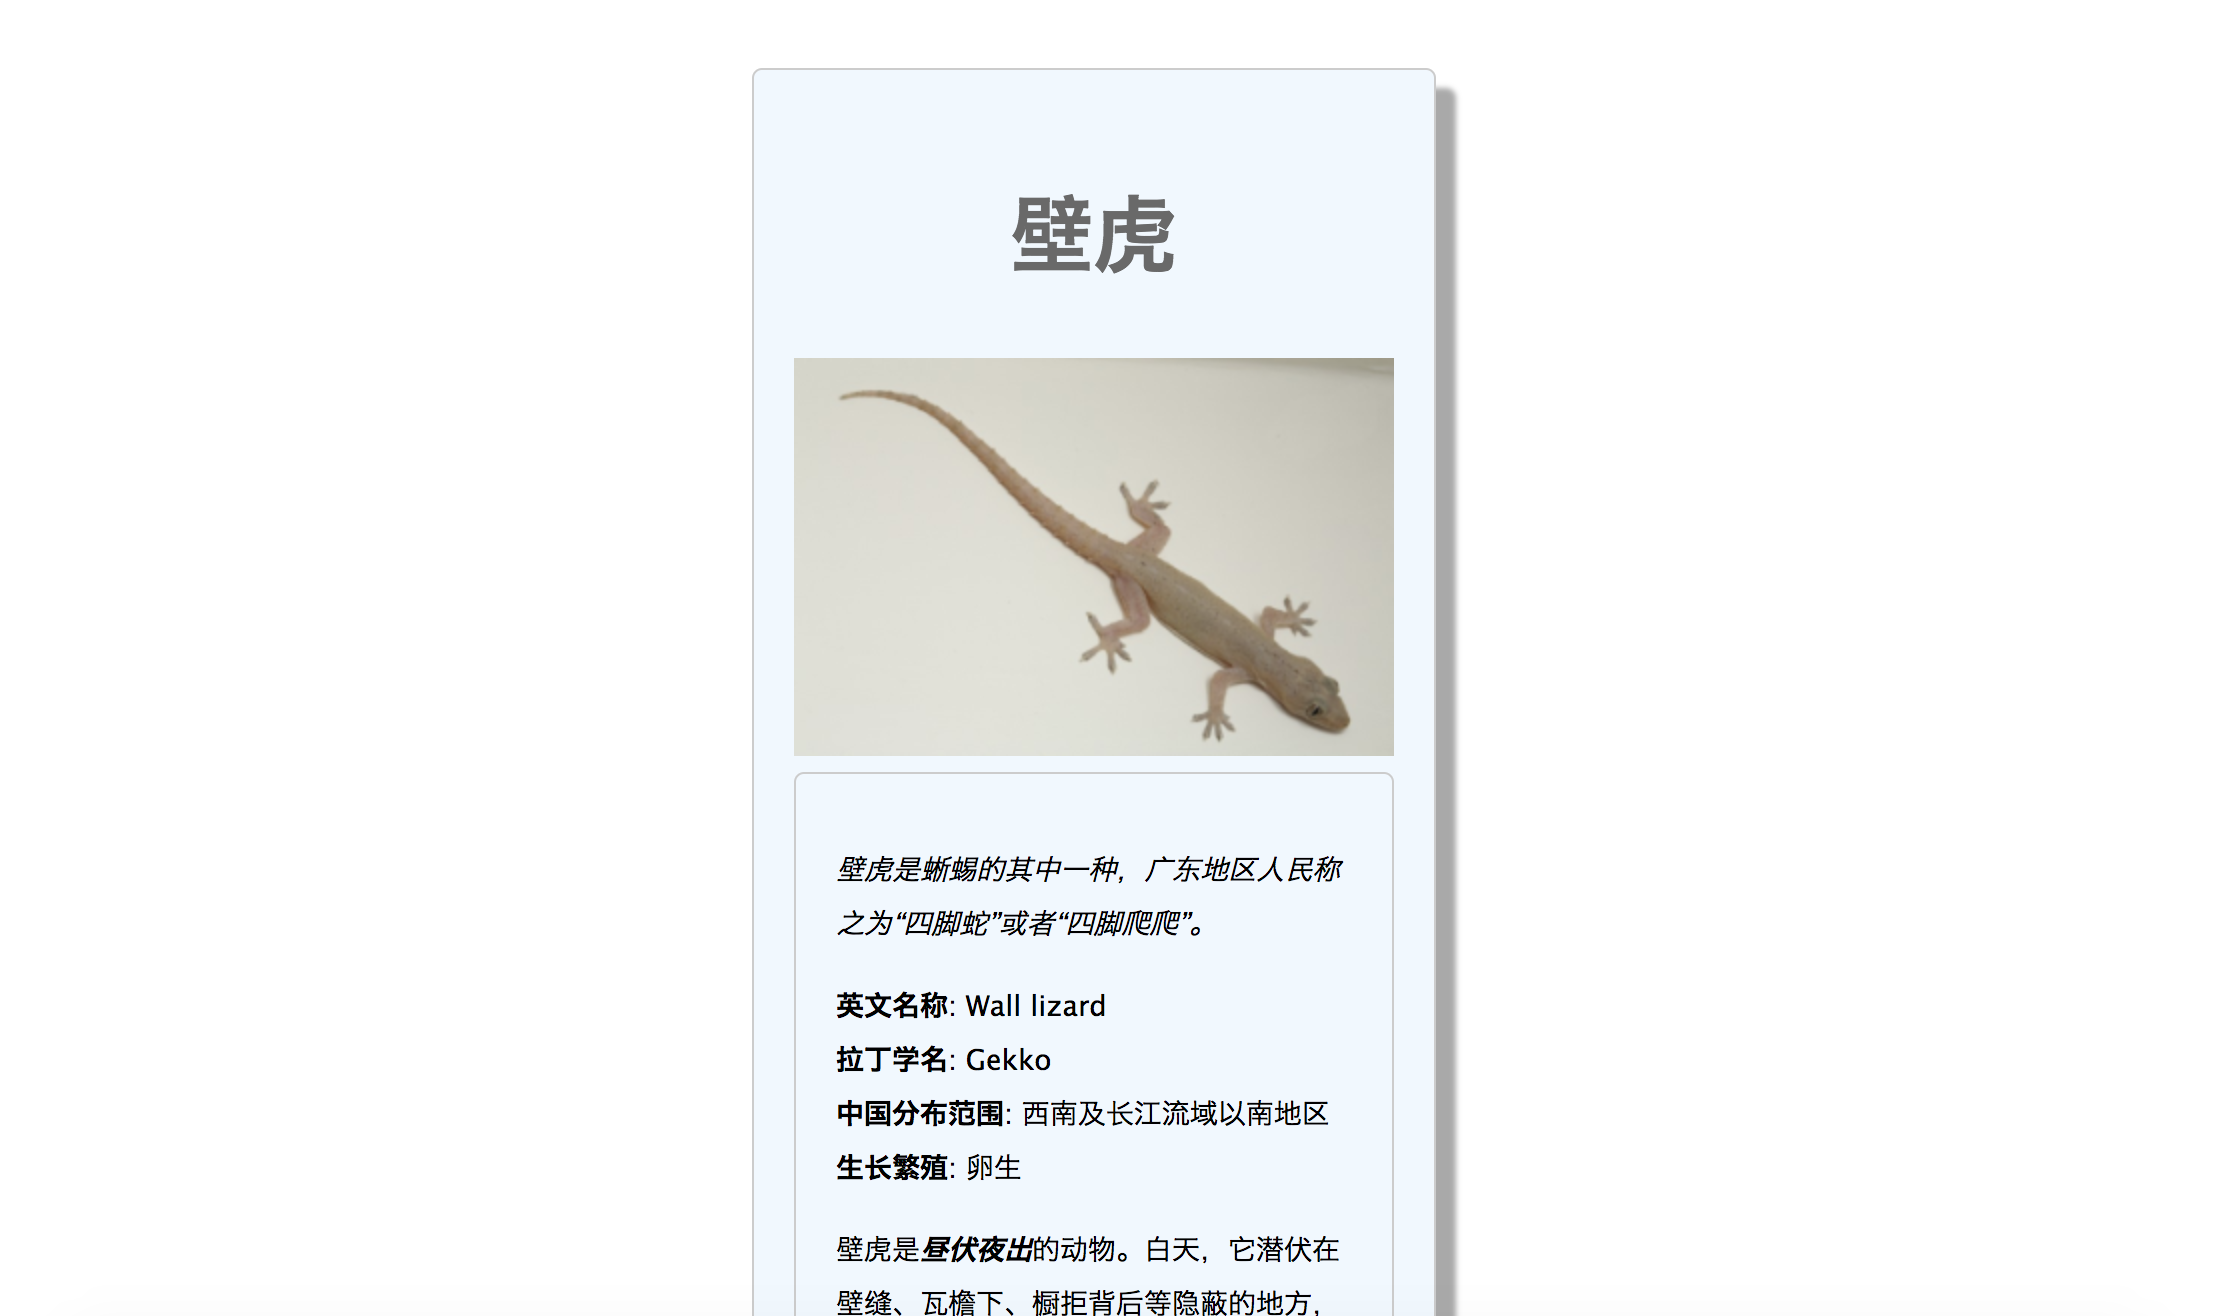 壁虎
壁虎是蜥蜴的其中一种，广东地区人民称
之为“四脚蛇”或者“四脚爬爬”。
英文名称: Wall lizard
拉丁学名: Gekko
中国分布范围: 西南及长江流域以南地区
生长繁殖: 卵生
壁虎是昼伏夜出的动物。白天，它潜伏在
壁缝、瓦檐下、橱拒背后等隐蔽的地方，